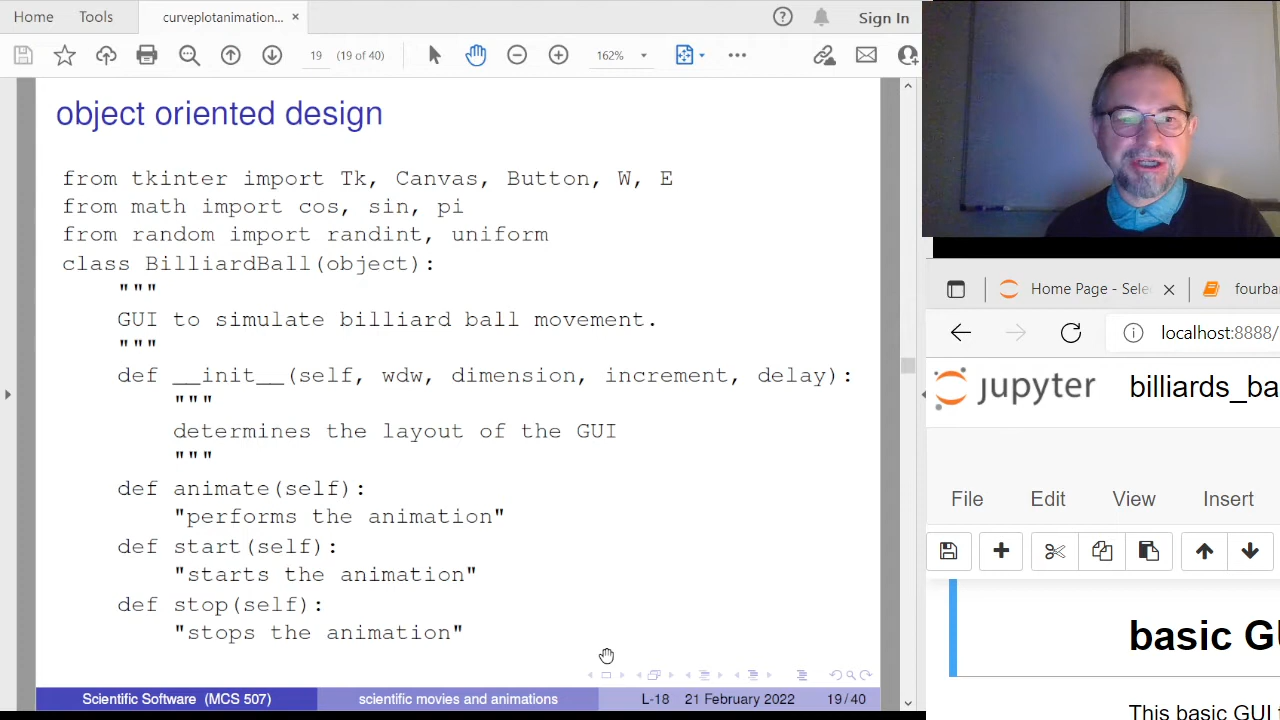 Home
Tools
curveplotanimation...
Sign In
19
(19 of 40)
162%
object oriented design
from tkinter import Tk, Canvas, Button, W, E
from math import cos, sin, pi
from random import randint, uniform
class BilliardBall(object):
"""
GUI to simulate billiard ball movement.
"""
def __init__(self, wdw, dimension, increment, delay):
"""
determines the layout of the GUI
"""
def animate(self):
"performs the animation"
def start(self):
"starts the animation"
def stop(self):
"stops the animation"
Scientific Software (MCS 507)
scientific movies and animations
L-18 21 February 2022
19 / 40
Home Page - Sele
fourba
localhost:8888/
jupyter
billiards_ba
File Edit View Insert
basic GU
This basic GUI t